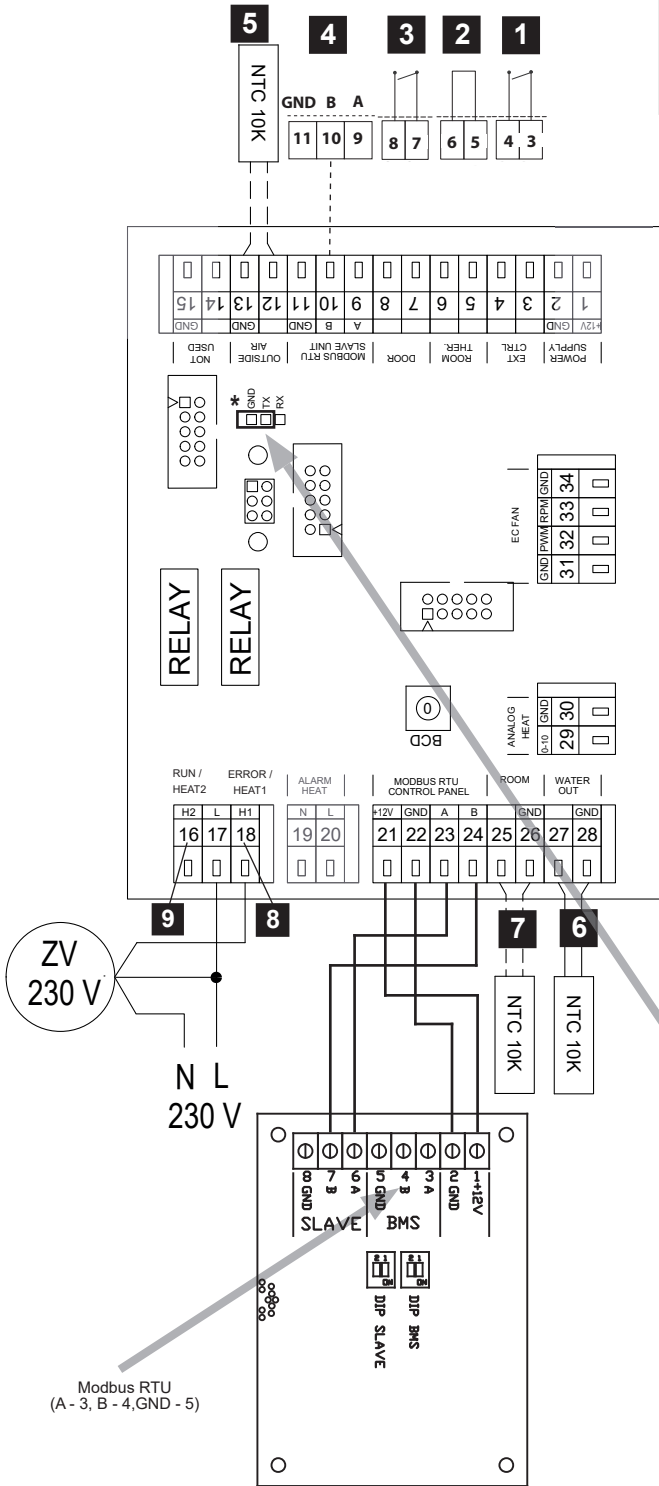 5 4 3 2 1
NTC 10K
GND B A
11 10 9 8 7 6 5 4 3
15 14 13 12 11 10 9 8 7 6 5 4 3 2 1
GND GND GND B A GND +12V
NOT
USED
OUTSIDE
AIR
MODBUS RTU
SLAVE UNIT
DOOR
ROOM
THER.
EXT
CTRL
POWER
SUPPLY
*
GND
TX
RX
EC FAN
GND PWM RPM GND
31 32 33 34
RELAY
RELAY
0
BCD
ANALOG
HEAT
0-10 GND
29 30
RUN /
HEAT2
ERROR /
HEAT1
ALARM
HEAT
MODBUS RTU
CONTROL PANEL
ROOM
WATER
OUT
H2 L H1 N L +12V GND A B GND GND
16 17 18 19 20 21 22 23 24 25 26 27 28
9 8 7 6
ZV
230 V
NTC 10K
NTC 10K
N L
230 V
8 GND
7 B
6 A
5 GND
4 B
3 A
2 GND
1 +12V
SLAVE BMS
2 1
ON
2 1
ON
DIP SLAVE
DIP BMS
Modbus RTU
(A - 3, B - 4,GND - 5)